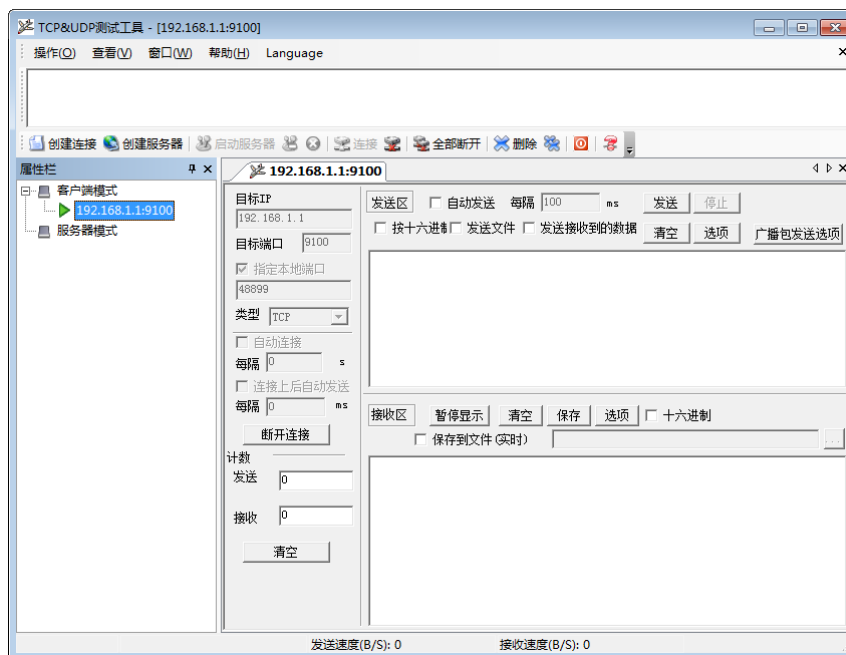 TCP&UDP测试工具 - [192.168.1.1:9100]
操作(O) 查看(V) 窗口(W) 帮助(H) Language
创建连接 创建服务器 启动服务器 连接 全部断开 删除
属性栏
192.168.1.1:9100
客户端模式
192.168.1.1:9100
服务器模式
目标IP
192.168.1.1
目标端口 9100
指定本地端口
48899
类型 TCP
自动连接
每隔 0 s
连接上后自动发送
每隔 0 ms
断开连接
计数
发送 0
接收 0
清空
发送区 自动发送 每隔 100 ms 发送 停止
按十六进制 发送文件 发送接收到的数据 清空 选项 广播包发送选项
接收区 暂停显示 清空 保存 选项 十六进制
保存到文件(实时) ...
发送速度(B/S): 0 接收速度(B/S): 0